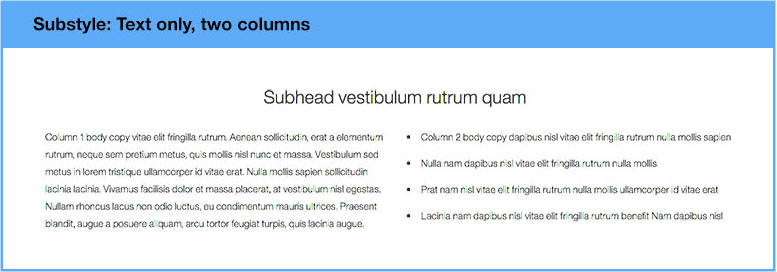 Substyle: Text only, two columns
Subhead vestibulum rutrum quam
Column 1 body copy vitae elit fringilla rutrum. Aenean sollicitudin, erat a elementum
rutrum, neque sem pretium metus, quis mollis nisl nunc et massa. Vestibulum sed
metus in lorem tristique ullamcorper id vitae erat. Nulla mollis sapien sollicitudin
lacinia lacinia. Vivamus facilisis dolor et massa placerat, at vestibulum nisl egestas.
Nullam rhoncus lacus non odio luctus, eu condimentum mauris ultrices. Praesent
blandit, augue a posuere aliquam, arcu tortor feugiat turpis, quis lacinia augue.
• Column 2 body copy dapibus nisl vitae elit fringilla rutrum nulla mollis sapien
• Nulla nam dapibus nisl vitae elit fringilla rutrum nulla mollis
• Prat nam nisl vitae elit fringilla rutrum nulla mollis ullamcorper id vitae erat
• Lacinia nam dapibus nisl vitae elit fringilla rutrum benefit Nam dapibus nisl